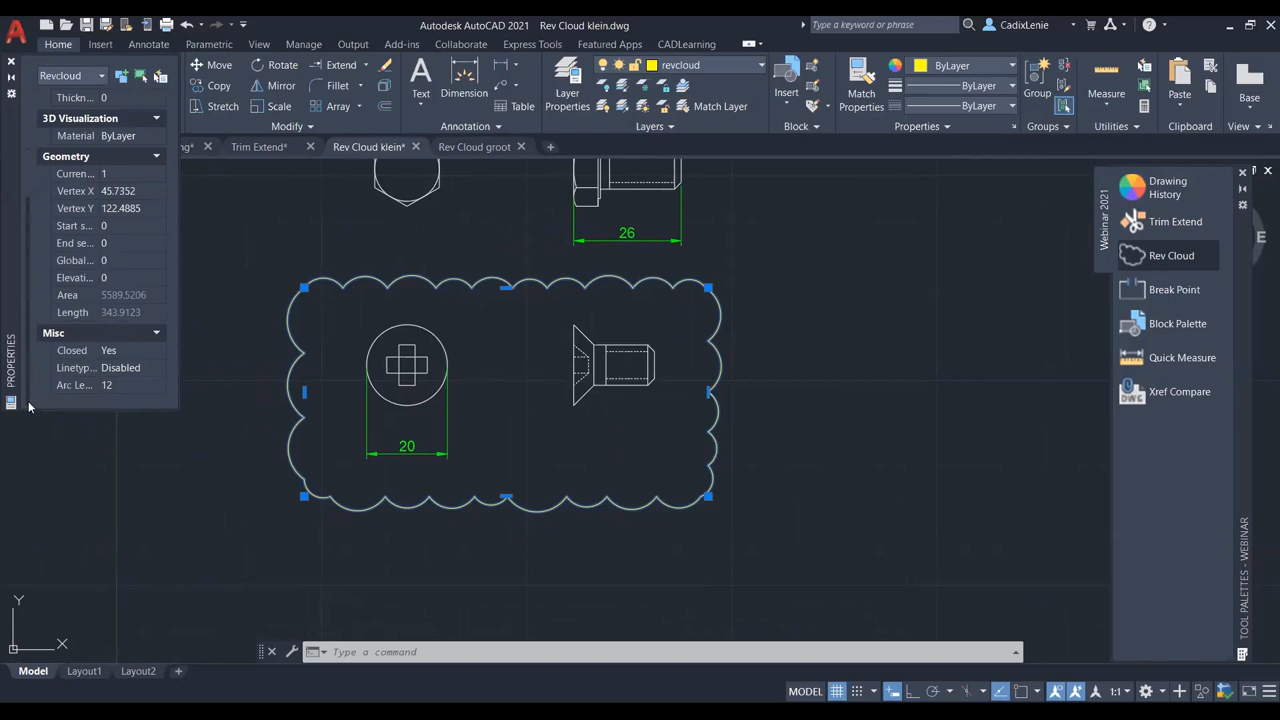 Autodesk AutoCAD 2021 Rev Cloud klein.dwg
Type a keyword or phrase
CadixLenie
Home Insert Annotate Parametric View Manage Output Add-ins Collaborate Express Tools Featured Apps CADLearning
Revcloud
Move Rotate Extend
Copy Mirror Fillet
Stretch Scale Array
Modify
Text
Dimension
Table
Annotation
Layer
Properties
revcloud
Match Layer
Layers
Insert
Block
Match
Properties
ByLayer
ByLayer
ByLayer
Properties
Group
Groups
Measure
Utilities
Paste
Clipboard
Base
View
ng*
Trim Extend*
Rev Cloud klein*
Rev Cloud groot
Thickn... 0
3D Visualization
Material ByLayer
Geometry
Curren... 1
Vertex X 45.7352
Vertex Y 122.4885
Start s... 0
End se... 0
Global... 0
Elevati... 0
Area 5589.5206
Length 343.9123
Misc
Closed Yes
Linetyp... Disabled
Arc Le... 12
PROPERTIES
26
20
Webinar 2021
Drawing
History
Trim Extend
Rev Cloud
Break Point
Block Palette
Quick Measure
Xref Compare
DWG
E
TOOL PALETTES - WEBINAR
Y
X
Type a command
Model Layout1 Layout2
MODEL
1:1